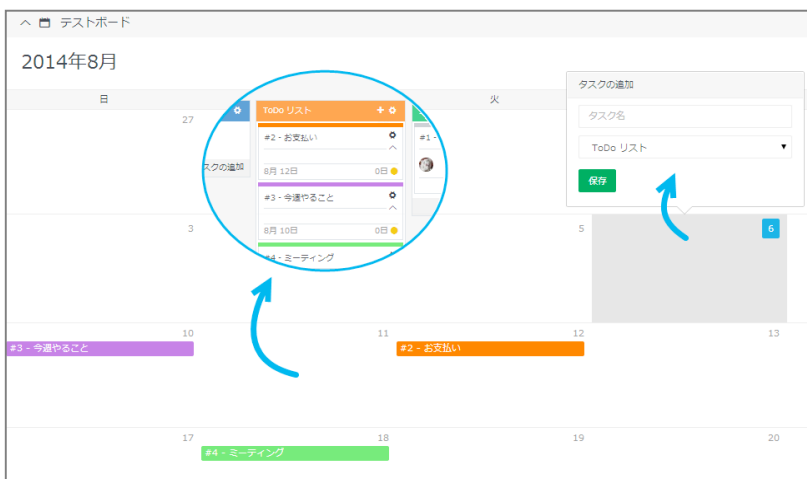 テストボード
2014年8月
日
火
27
スクの追加
ToDo リスト
#2 - お支払い
8月 12日
0日
#3 - 今週やること
8月 10日
0日
#4 - ミーティング
#1 -
タスクの追加
タスク名
ToDo リスト
保存
3
5
6
10
11
12
13
#3 - 今週やること
#2 - お支払い
17
18
19
20
#4 - ミーティング